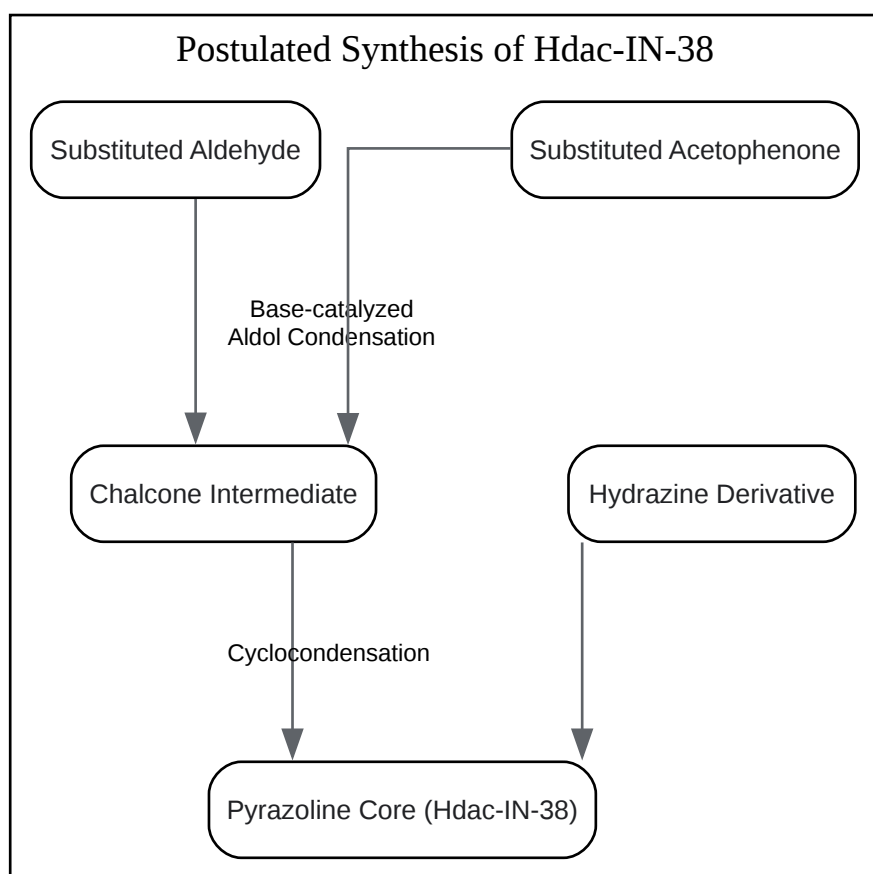 Postulated Synthesis of Hdac-IN-38
Substituted Aldehyde
Substituted Acetophenone
Base-catalyzed
Aldol Condensation
Chalcone Intermediate
Hydrazine Derivative
Cyclocondensation
Pyrazoline Core (Hdac-IN-38)